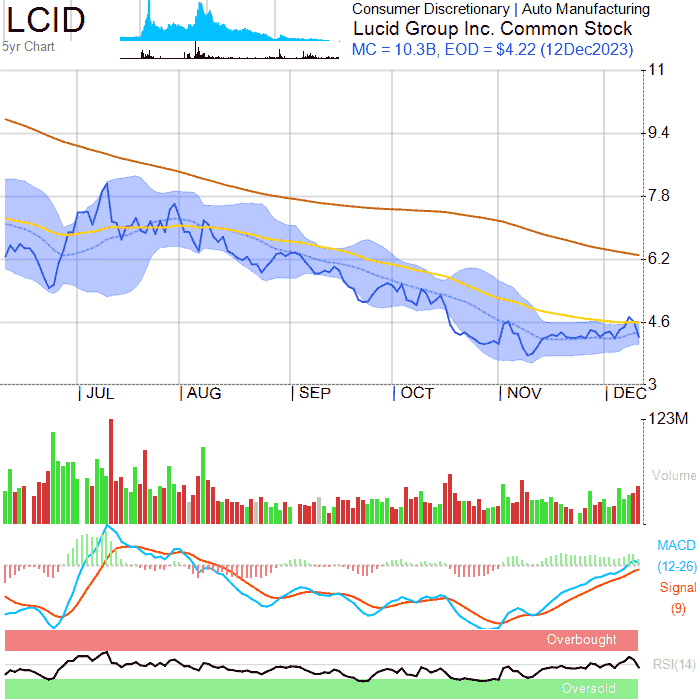 LCID
5yr Chart
Consumer Discretionary | Auto Manufacturing
Lucid Group Inc. Common Stock
MC = 10.3B, EOD = $4.22 (12Dec2023)
11
9.4
7.8
6.2
4.6
3
| JUL | AUG | SEP | OCT | NOV | DEC
123M
Volume
MACD
(12-26)
Signal
(9)
Overbought
RSI(14)
Oversold